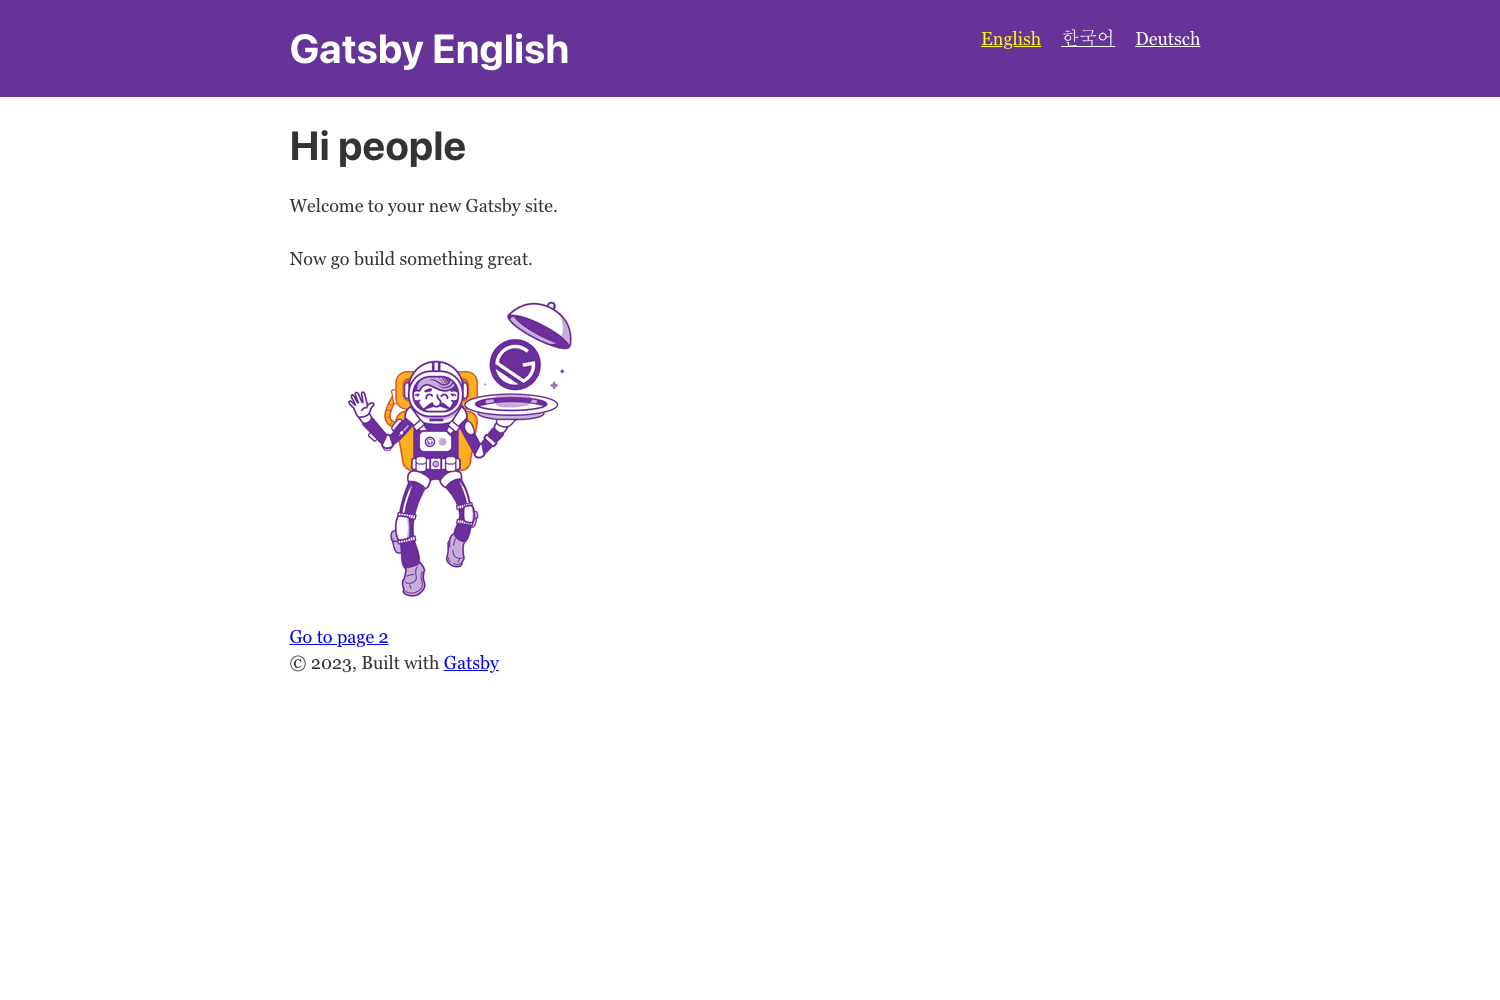 Gatsby English
English 한국어 Deutsch
Hi people
Welcome to your new Gatsby site.
Now go build something great.
Go to page 2
© 2023, Built with Gatsby